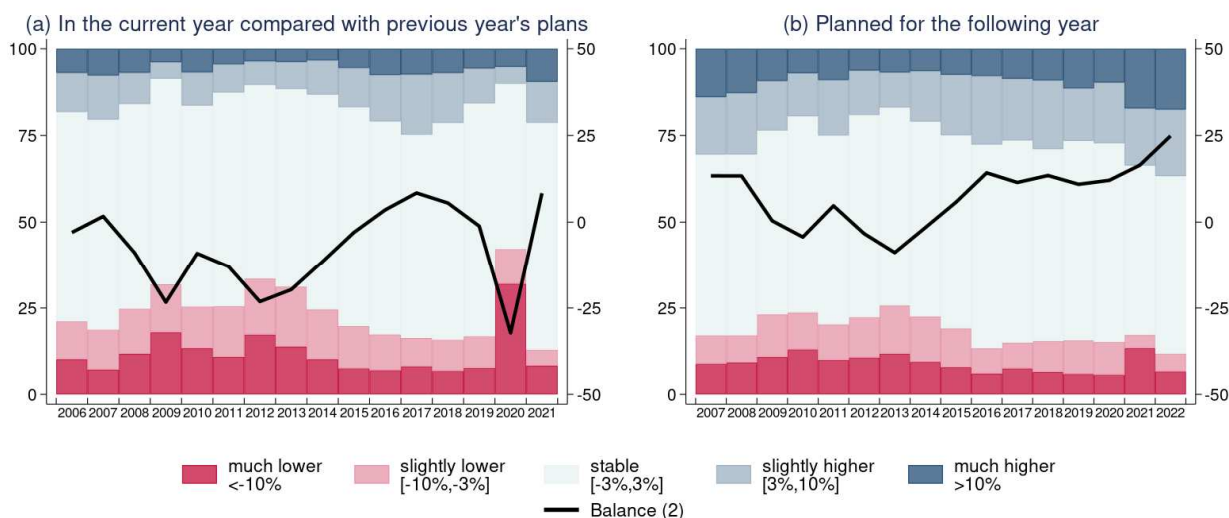 (a) In the current year compared with previous year's plans
(b) Planned for the following year
100
75
50
25
0
50
25
0
-25
-50
2006 2007 2008 2009 2010 2011 2012 2013 2014 2015 2016 2017 2018 2019 2020 2021
100
75
50
25
0
50
25
0
-25
-50
2007 2008 2009 2010 2011 2012 2013 2014 2015 2016 2017 2018 2019 2020 2021 2022
much lower
<-10%
slightly lower
[-10%,-3%]
stable
[-3%,3%]
slightly higher
[3%,10%]
much higher
>10%
Balance (2)